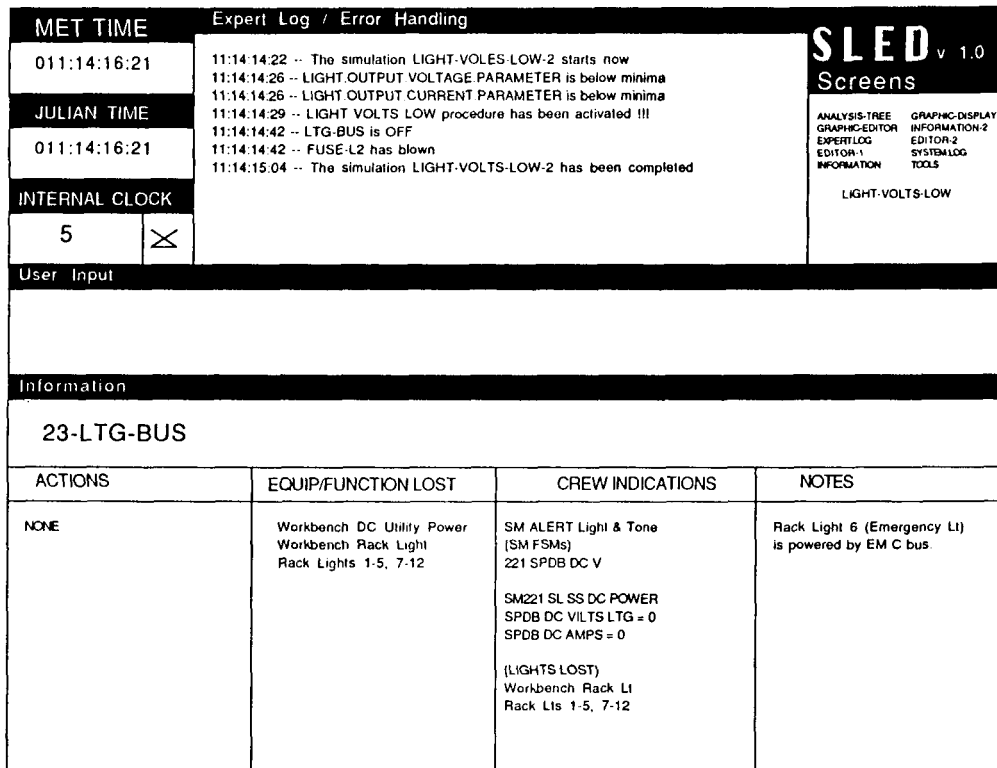 MET TIME
011:14:16:21
JULIAN TIME
011:14:16:21
INTERNAL CLOCK
5
Expert Log / Error Handling
11:14:14:22 -- The simulation LIGHT-VOLES-LOW-2 starts now
11:14:14:26 -- LIGHT.OUTPUT.VOLTAGE.PARAMETER is below minima
11:14:14:26 -- LIGHT.OUTPUT.CURRENT.PARAMETER is below minima
11:14:14:29 -- LIGHT VOLTS LOW procedure has been activated !!!
11:14:14:42 -- LTG-BUS is OFF
11:14:14:42 -- FUSE-L2 has blown
11:14:15:04 -- The simulation LIGHT-VOLTS-LOW-2 has been completed
SLED v 1.0
Screens
ANALYSIS-TREE GRAPHIC-DISPLAY
GRAPHIC-EDITOR INFORMATION-2
EXPERTLOG EDITOR-2
EDITOR-1 SYSTEMLOG
INFORMATION TOOLS
LIGHT-VOLTS-LOW
User Input
Information
23-LTG-BUS
ACTIONS
NONE
EQUIP/FUNCTION LOST
Workbench DC Utility Power
Workbench Rack Light
Rack Lights 1-5, 7-12
CREW INDICATIONS
SM ALERT Light & Tone
(SM FSMs)
221 SPDB DC V
SM221 SL SS DC POWER
SPDB DC VILTS LTG = 0
SPDB DC AMPS = 0
(LIGHTS LOST)
Workbench Rack Lt
Rack Lts 1-5, 7-12
NOTES
Rack Light 6 (Emergency Lt)
is powered by EM C bus.